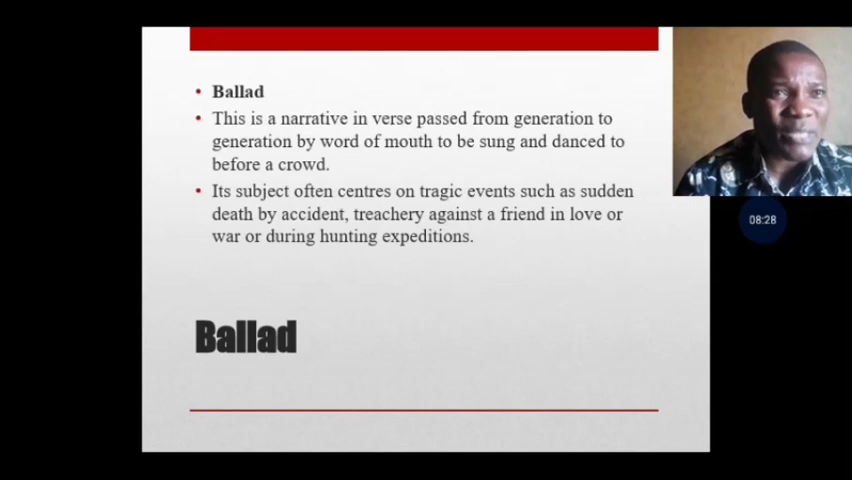 Ballad
This is a narrative in verse passed from generation to
generation by word of mouth to be sung and danced to
before a crowd.
Its subject often centres on tragic events such as sudden
death by accident, treachery against a friend in love or
war or during hunting expeditions.
08:28
Ballad